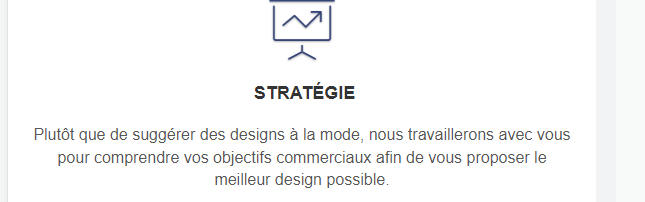 STRATÉGIE
Plutôt que de suggérer des designs à la mode, nous travaillerons avec vous
pour comprendre vos objectifs commerciaux afin de vous proposer le
meilleur design possible.